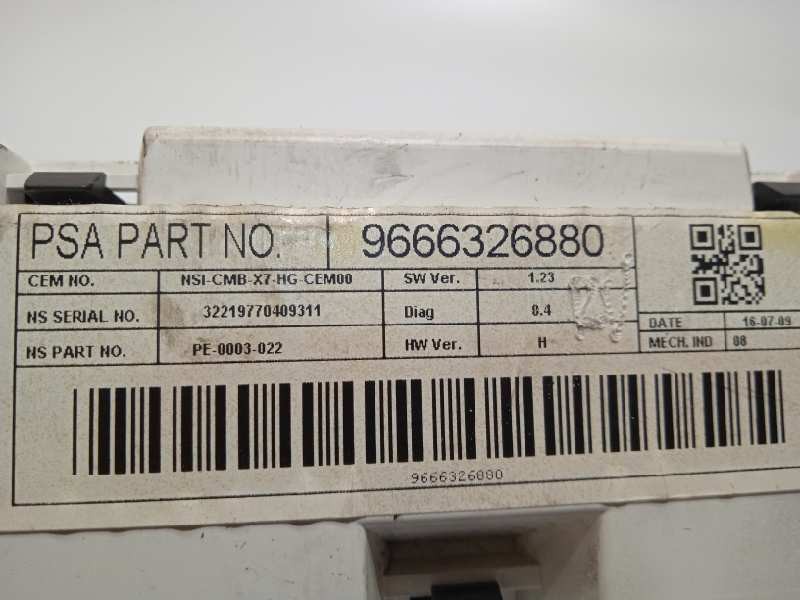 PSA PART NO. 9666326880
CEM NO. NSI-CMB-X7-HG-CEM00 SW Ver. 1.23
NS SERIAL NO. 32219770409311 Diag 8.4
NS PART NO. PE-0003-022 HW Ver. H
DATE 16-07-09
MECH. IND 08
9666326880